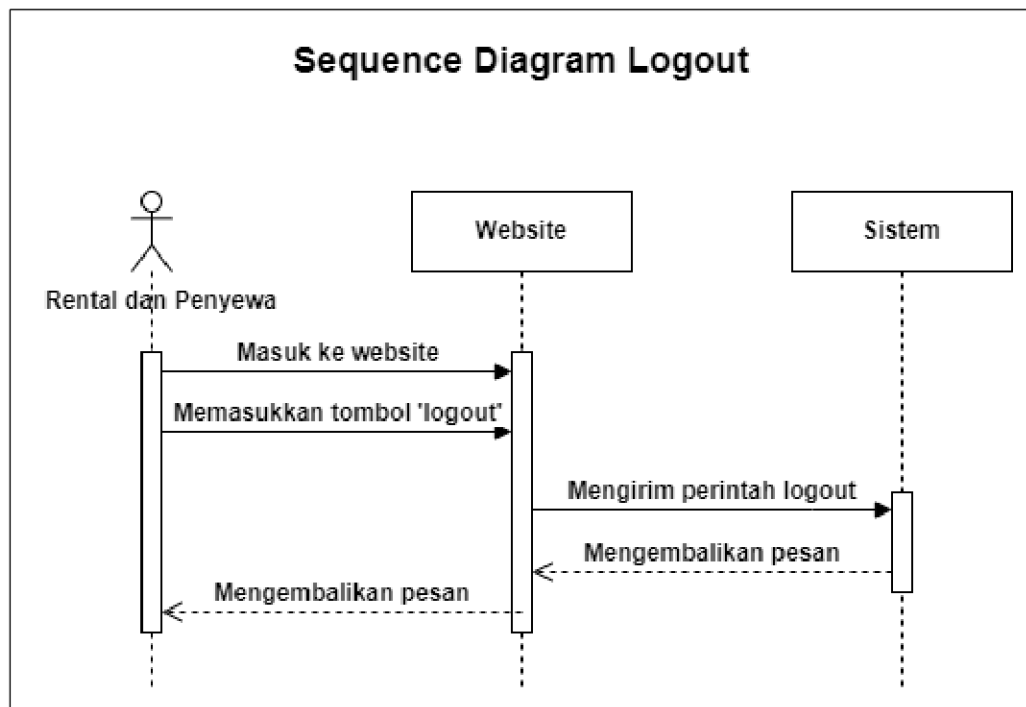 Sequence Diagram Logout
Website
Sistem
Rental dan Penyewa
Masuk ke website
Memasukkan tombol 'logout'
Mengirim perintah logout
Mengembalikan pesan
Mengembalikan pesan